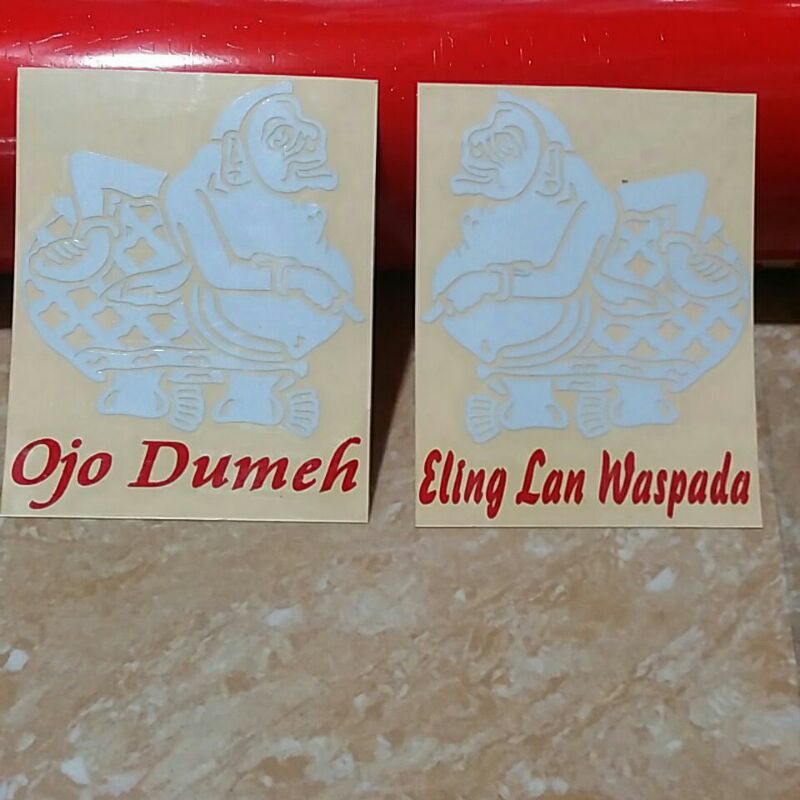 Ojo Dumeh
Eling Lan Waspada